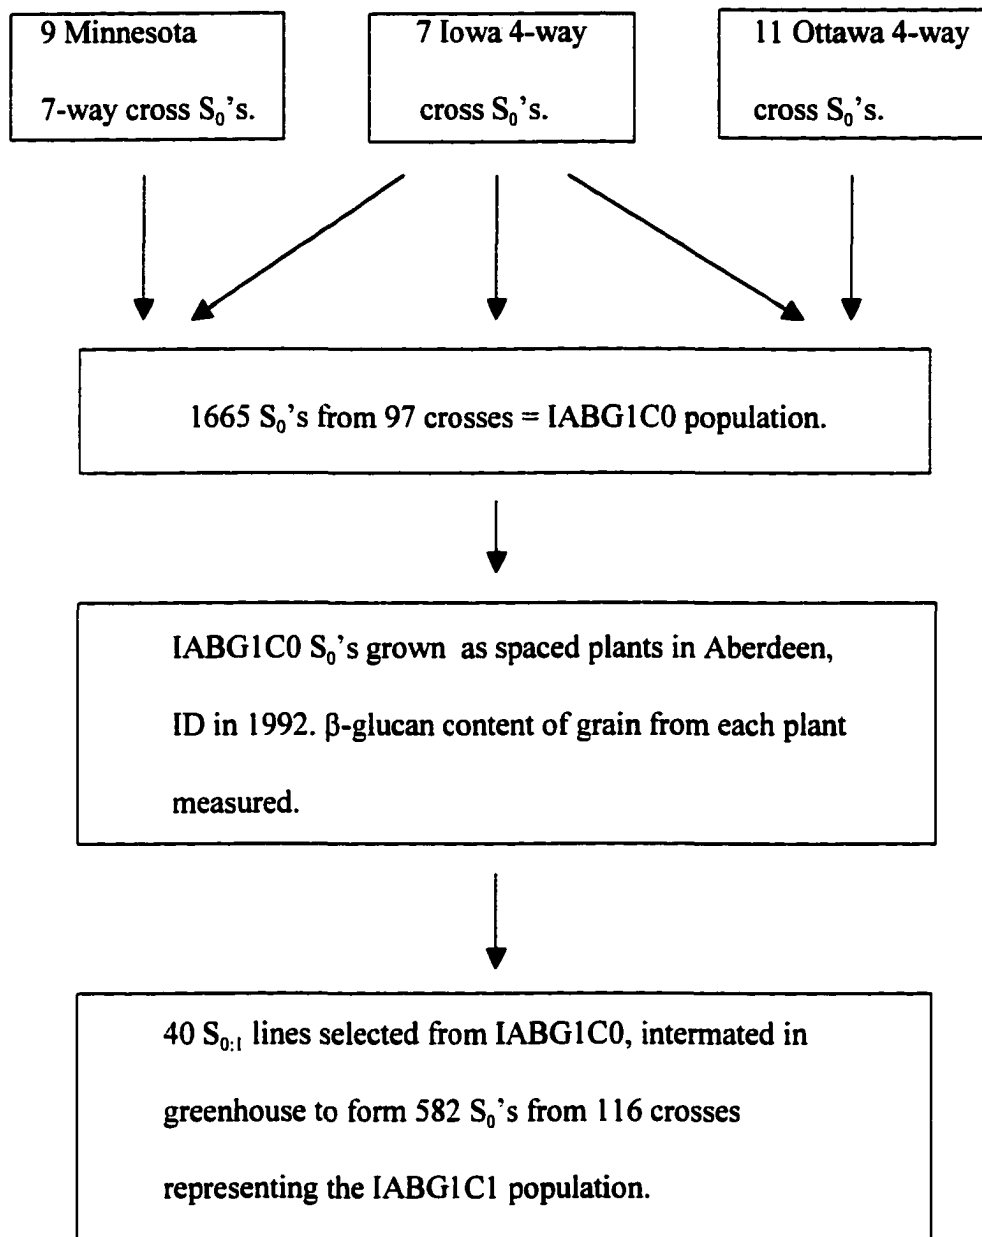 9 Minnesota
7-way cross S₀'s.
7 Iowa 4-way
cross S₀'s.
11 Ottawa 4-way
cross S₀'s.
1665 S₀'s from 97 crosses = IABG1C0 population.
IABG1C0 S₀'s grown as spaced plants in Aberdeen,
ID in 1992. β-glucan content of grain from each plant
measured.
40 S₀:₁ lines selected from IABG1C0, intermated in
greenhouse to form 582 S₀'s from 116 crosses
representing the IABG1C1 population.